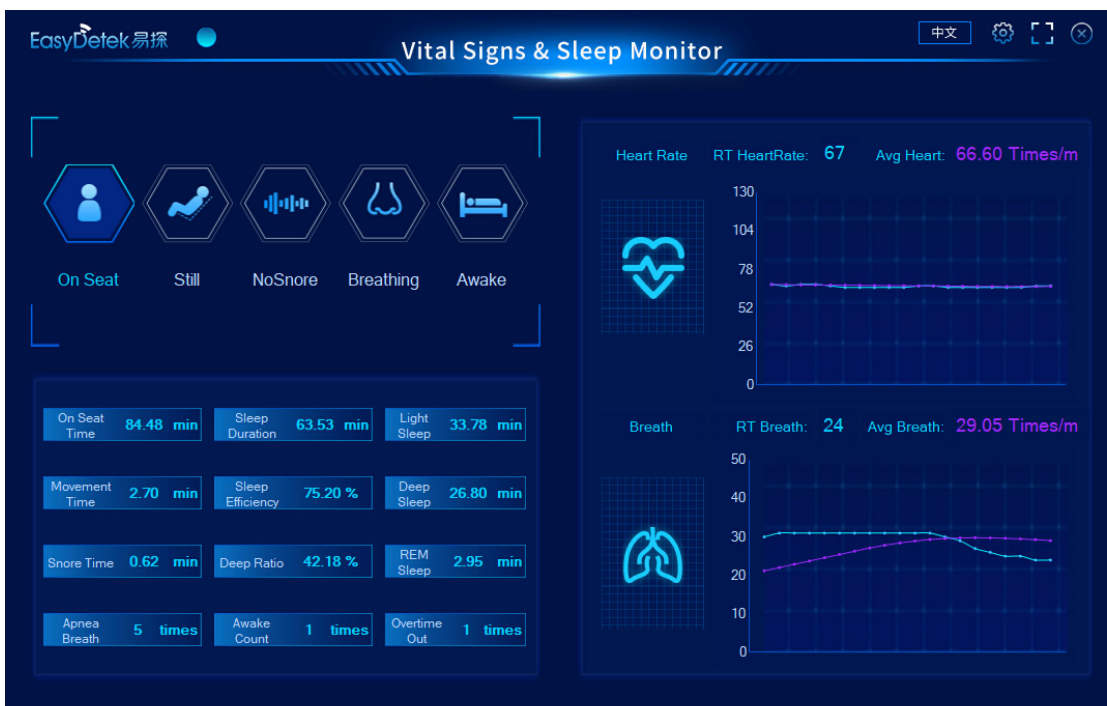 EasyDetek易探
Vital Signs & Sleep Monitor
中文
On Seat
Still
NoSnore
Breathing
Awake
On Seat
Time
84.48 min
Sleep
Duration
63.53 min
Light
Sleep
33.78 min
Movement
Time
2.70 min
Sleep
Efficiency
75.20 %
Deep
Sleep
26.80 min
Snore Time 0.62 min
Deep Ratio 42.18 %
REM
Sleep
2.95 min
Apnea
Breath
5 times
Awake
Count
1 times
Overtime
Out
1 times
Heart Rate RT HeartRate: 67 Avg Heart: 66.60 Times/m
130
104
78
52
26
0
Breath RT Breath: 24 Avg Breath: 29.05 Times/m
50
40
30
20
10
0